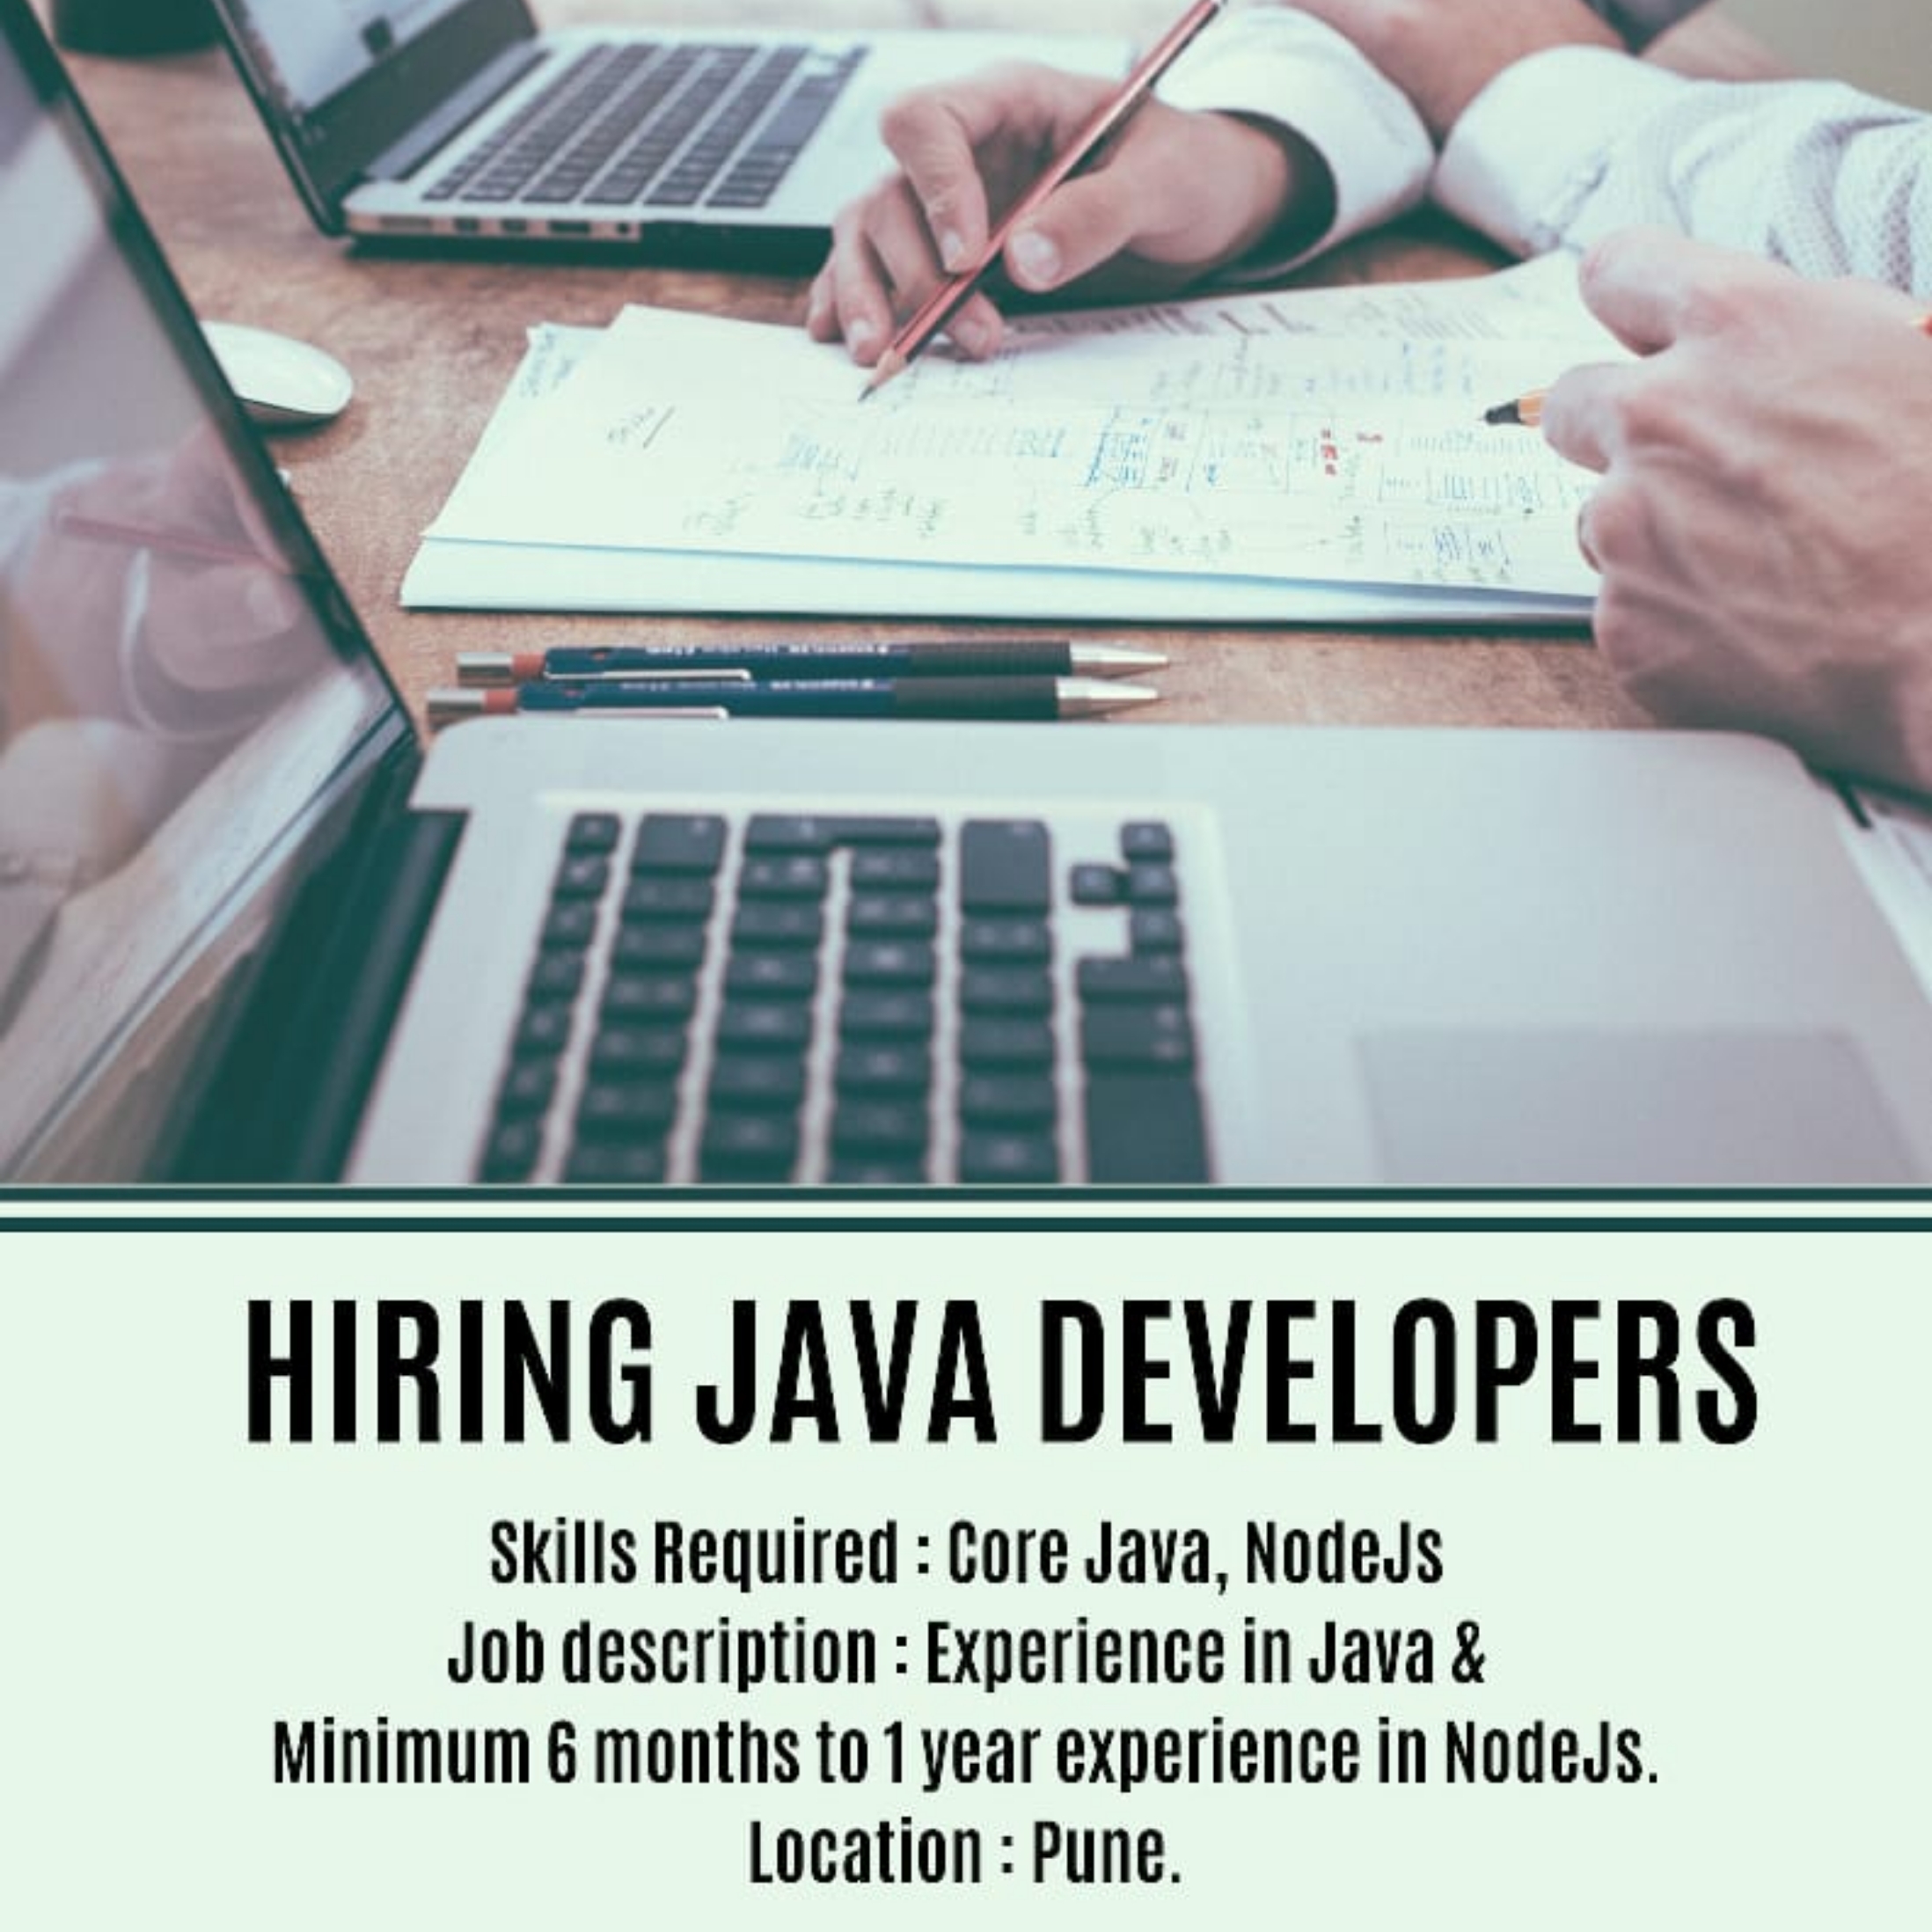 HIRING JAVA DEVELOPERS
Skills Required : Core Java, NodeJs
Job description : Experience in Java &
Minimum 6 months to 1 year experience in NodeJs.
Location : Pune.